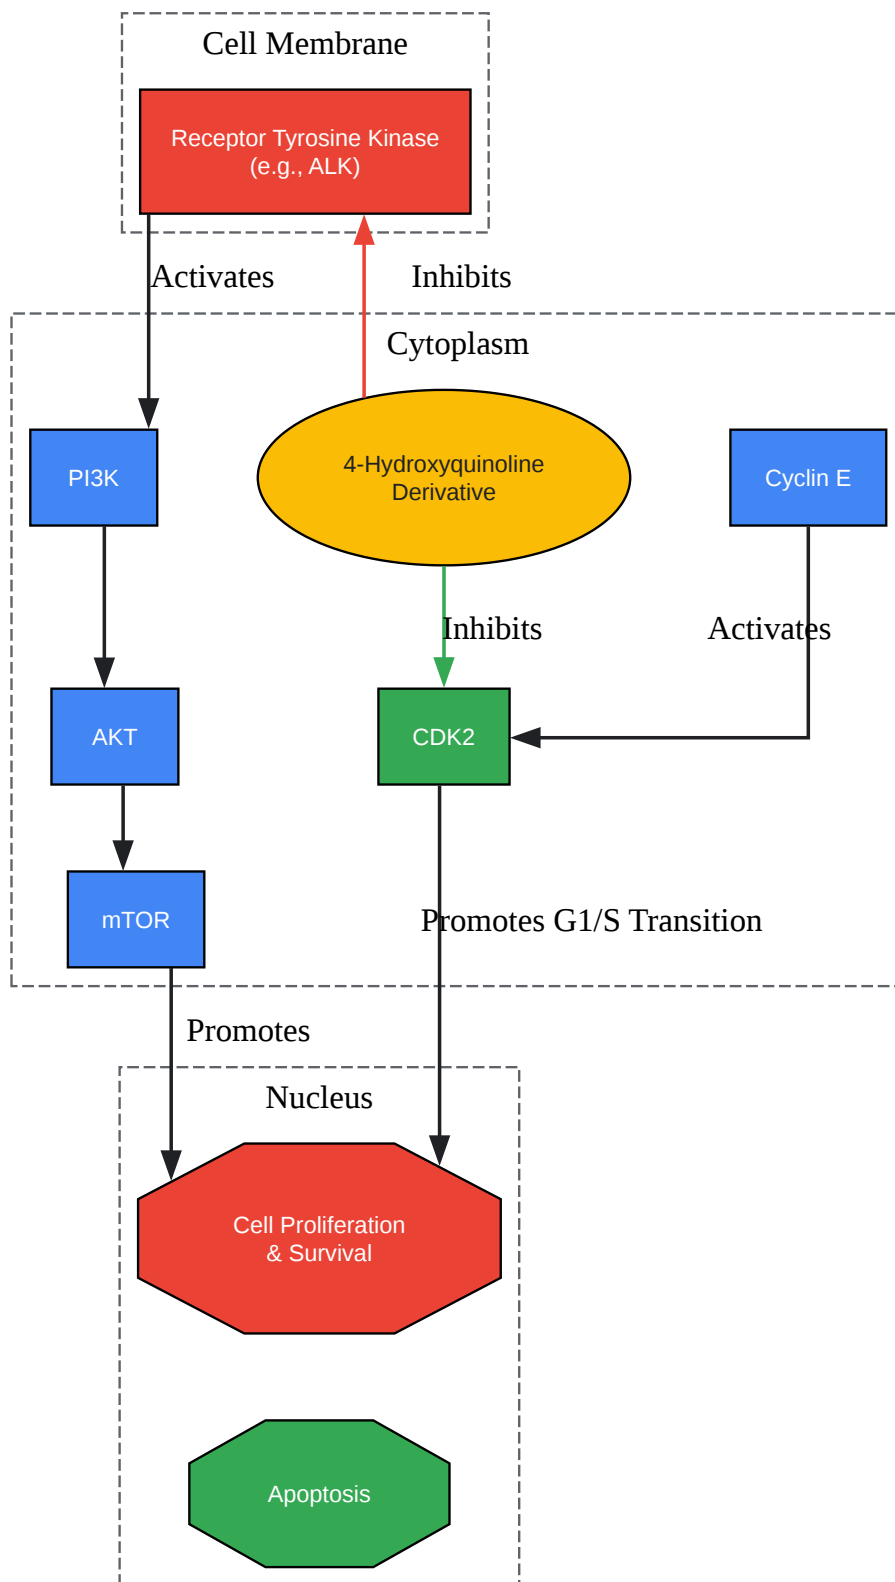 Cell Membrane
Receptor Tyrosine Kinase
(e.g., ALK)
Activates
Inhibits
Cytoplasm
PI3K
4-Hydroxyquinoline
Derivative
Cyclin E
Inhibits
Activates
AKT
CDK2
mTOR
Promotes G1/S Transition
Promotes
Nucleus
Cell Proliferation
& Survival
Apoptosis